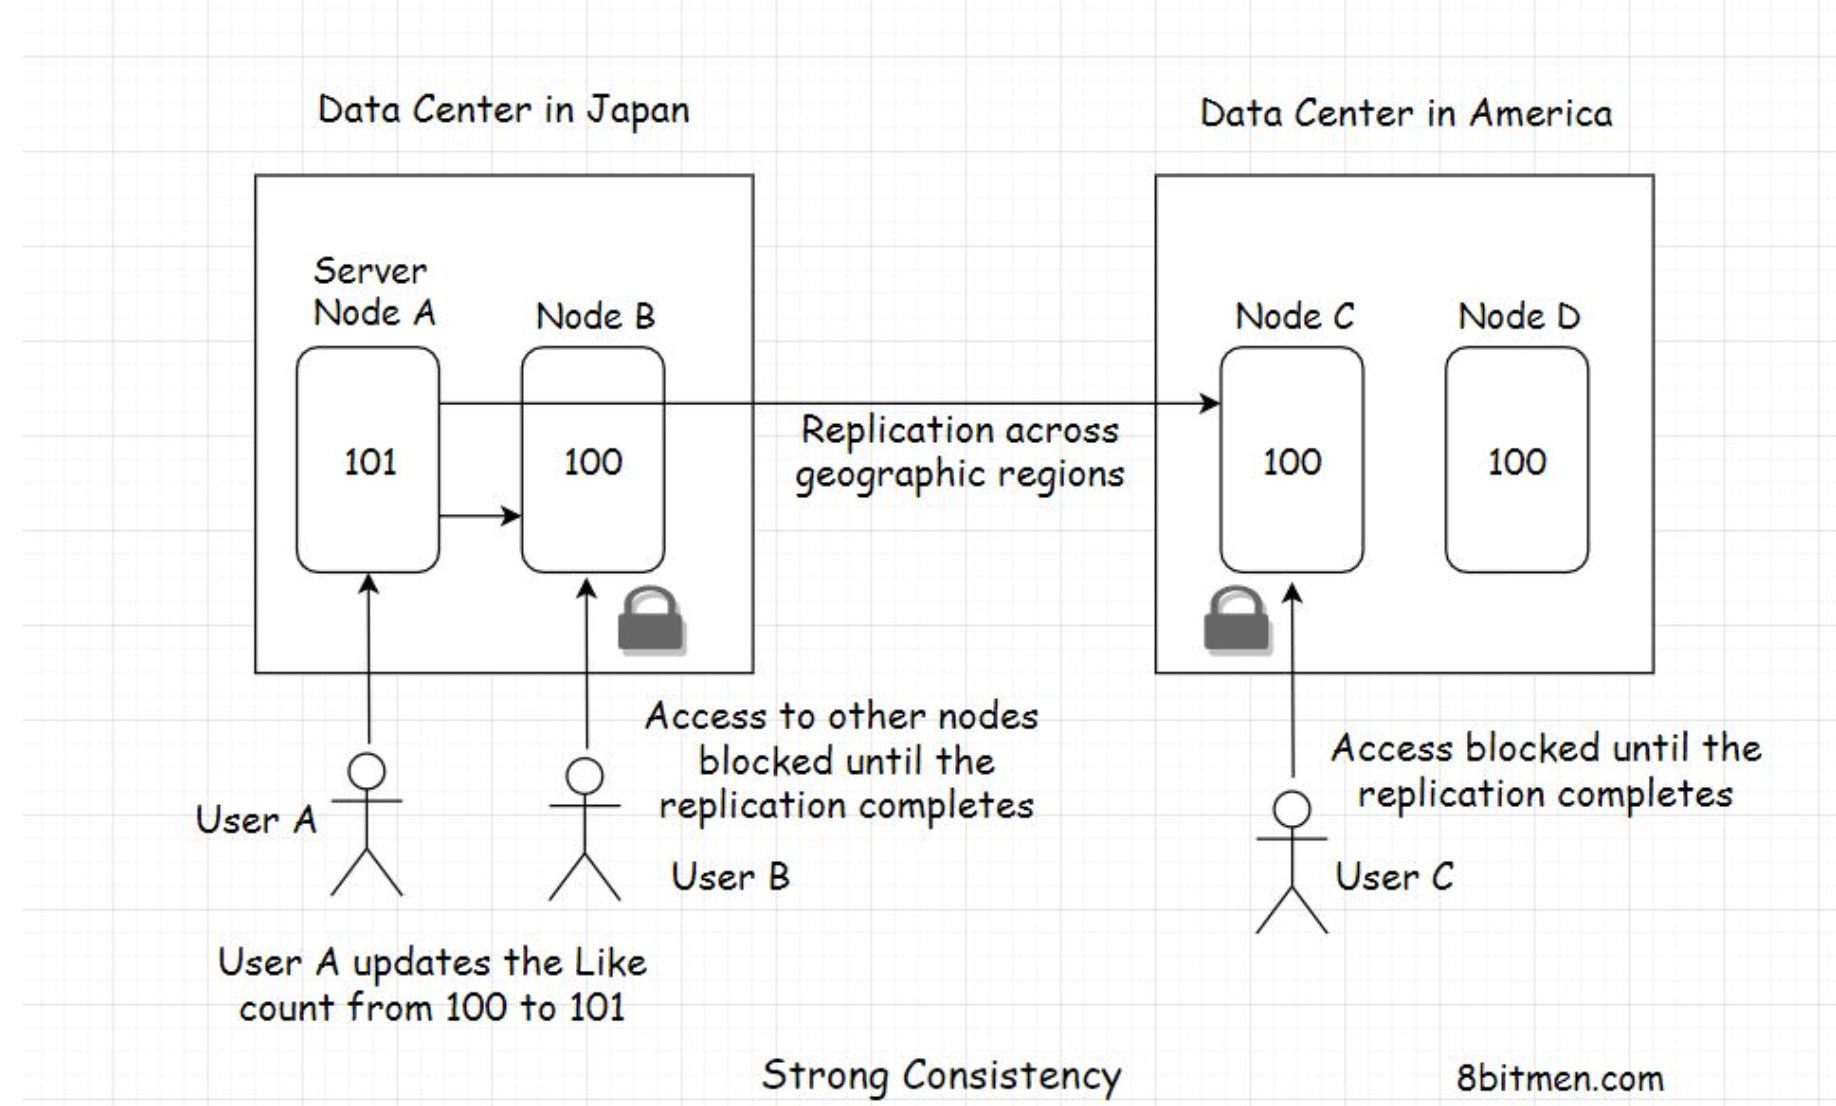 Data Center in Japan
Data Center in America
Server
Node A
Node B
Node C
Node D
101
100
100
100
Replication across
geographic regions
Access to other nodes
blocked until the
replication completes
Access blocked until the
replication completes
User A
User B
User C
User A updates the Like
count from 100 to 101
Strong Consistency
8bitmen.com